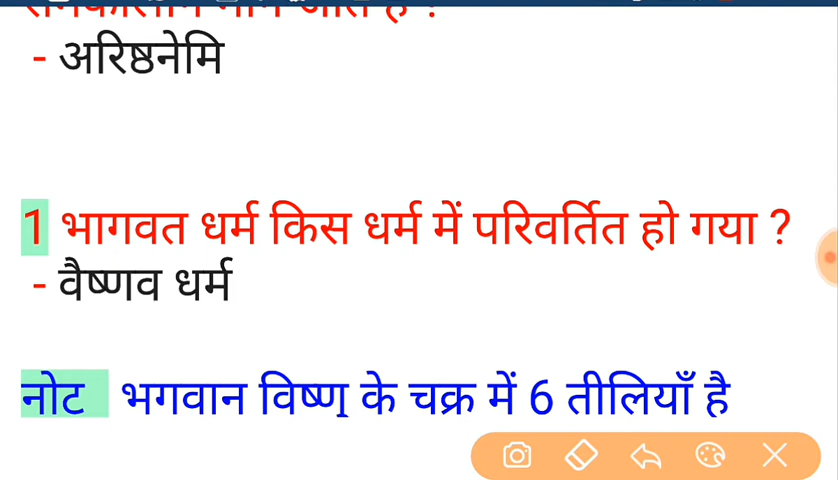 - अरिष्ठनेमि
1 भागवत धर्म किस धर्म में परिवर्तित हो गया ?
- वैष्णव धर्म
नोट भगवान विष्णु के चक्र में 6 तीलियाँ है